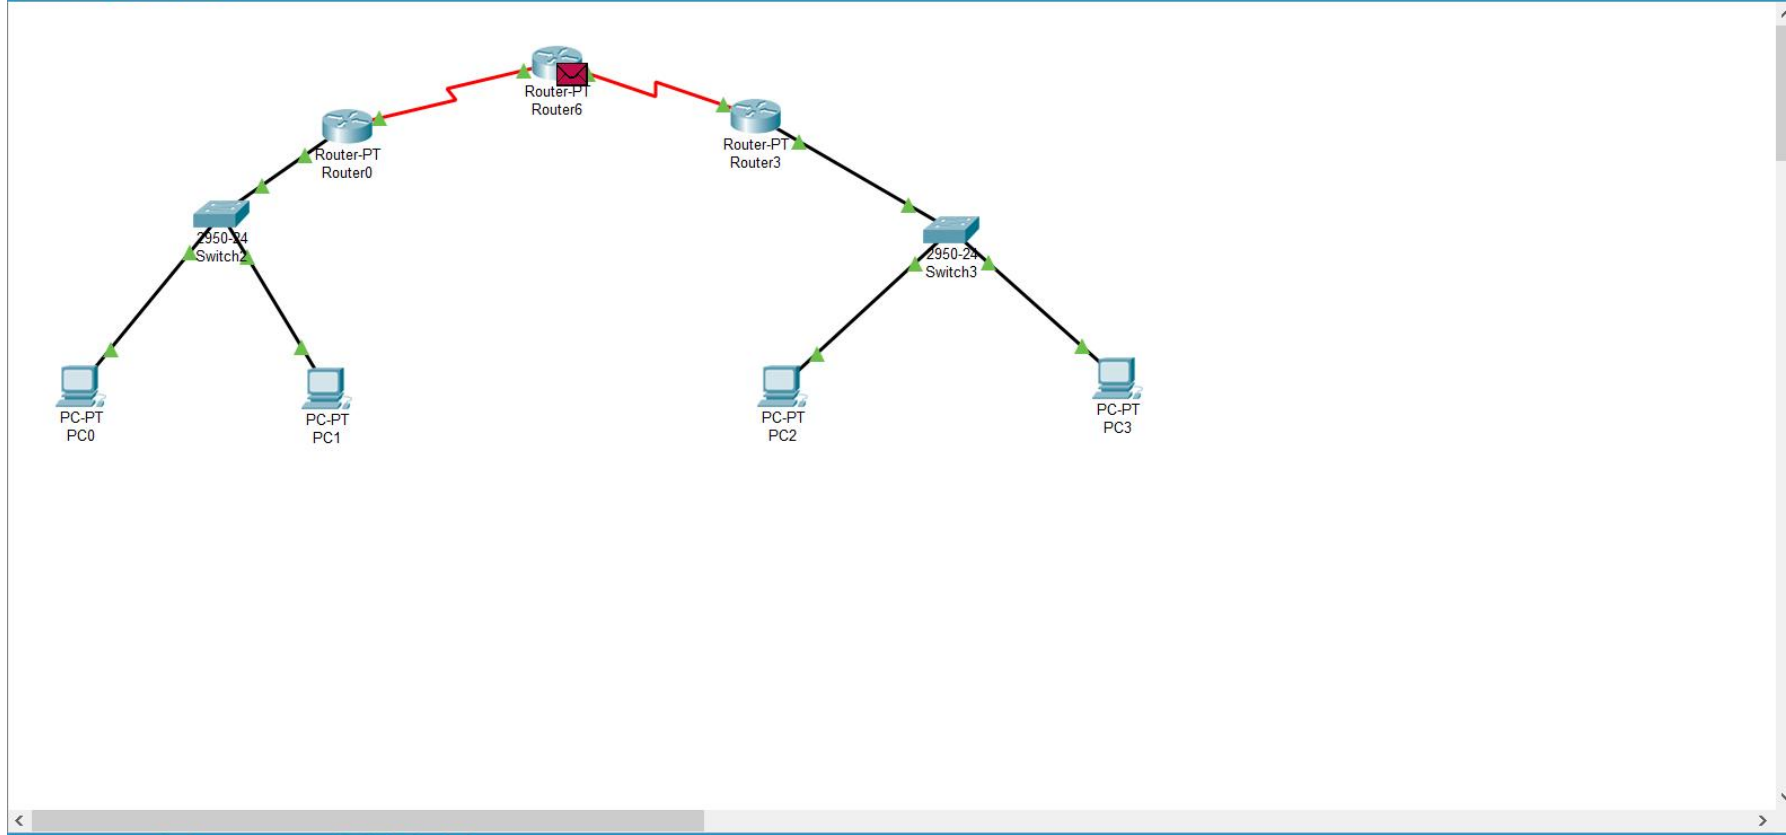 Router-PT
Router6
Router-PT
Router0
Router-PT
Router3
2950-24
Switch2
2950-24
Switch3
PC-PT
PC0
PC-PT
PC1
PC-PT
PC2
PC-PT
PC3